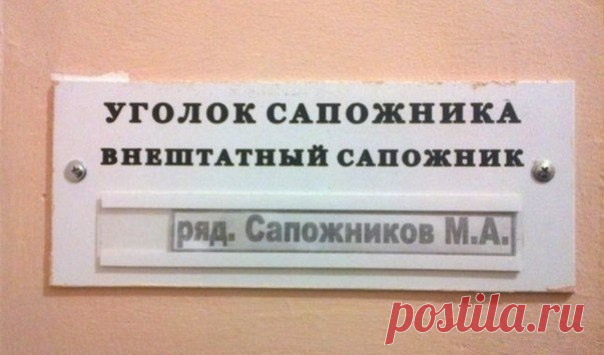 УГОЛОК САПОЖНИКА
ВНЕШТАТНЫЙ САПОЖНИК
ряд. Сапожников М.А.
postila.ru